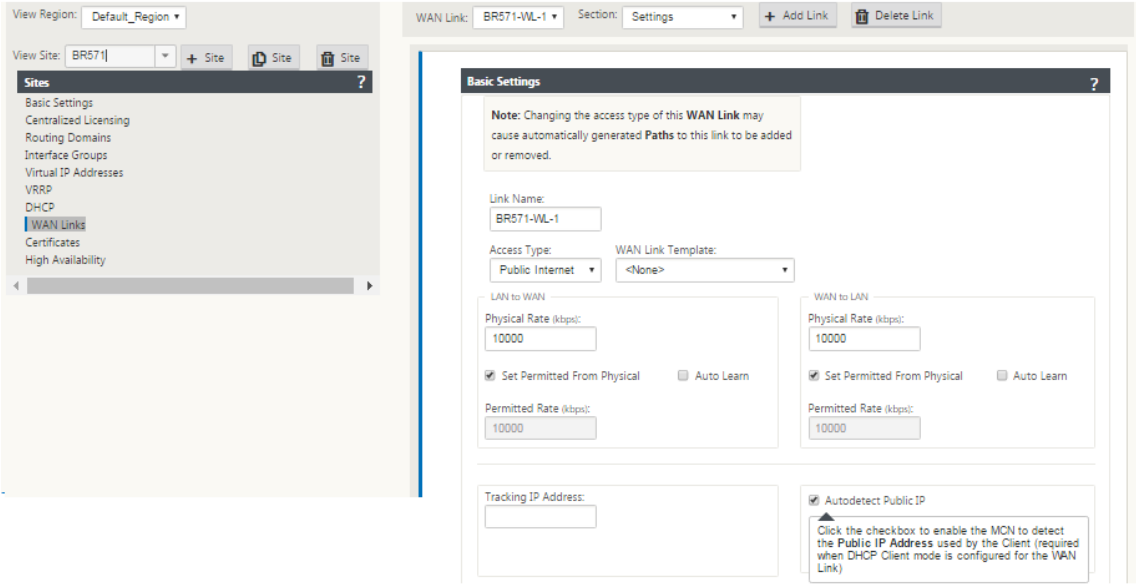 View Region: Default_Region
WAN Link: BR571-WL-1 Section: Settings + Add Link Delete Link
View Site: BR571 + Site Site Site
Sites ?
Basic Settings
Centralized Licensing
Routing Domains
Interface Groups
Virtual IP Addresses
VRRP
DHCP
WAN Links
Certificates
High Availability
Basic Settings ?
Note: Changing the access type of this WAN Link may
cause automatically generated Paths to this link to be added
or removed.
Link Name:
BR571-WL-1
Access Type: WAN Link Template:
Public Internet <None>
LAN to WAN
Physical Rate (kbps):
10000
Set Permitted From Physical Auto Learn
Permitted Rate (kbps):
10000
WAN to LAN
Physical Rate (kbps):
10000
Set Permitted From Physical Auto Learn
Permitted Rate (kbps):
10000
Tracking IP Address:
Autodetect Public IP
Click the checkbox to enable the MCN to detect
the Public IP Address used by the Client (required
when DHCP Client mode is configured for the WAN
Link)